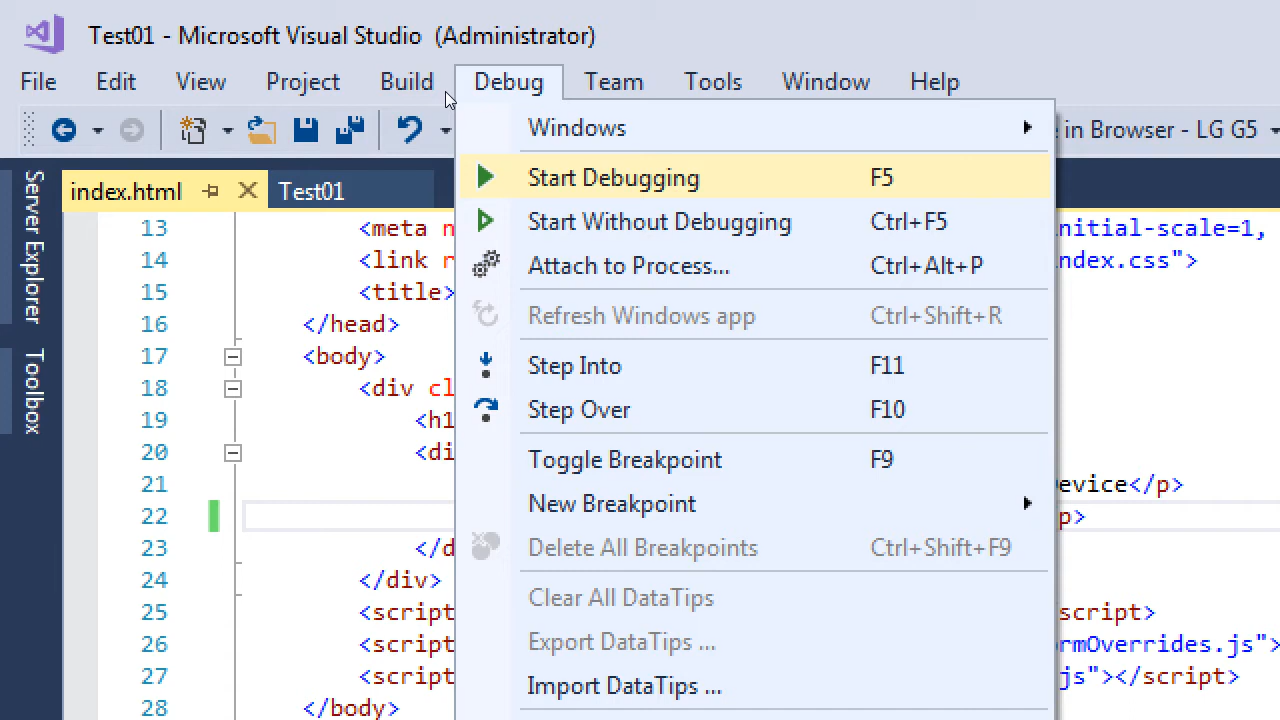 Test01 - Microsoft Visual Studio (Administrator)
File Edit View Project Build Debug Team Tools Window Help
Windows
in Browser - LG G5
Server Explorer
Toolbox
index.html Test01
Start Debugging F5
Start Without Debugging Ctrl+F5
Attach to Process... Ctrl+Alt+P
Refresh Windows app Ctrl+Shift+R
Step Into F11
Step Over F10
Toggle Breakpoint F9
New Breakpoint
Delete All Breakpoints Ctrl+Shift+F9
Clear All DataTips
Export DataTips ...
Import DataTips ...
13 <meta n nitial-scale=1,
14 <link r ndex.css">
15 <title>
16 </head>
17 <body>
18 <div cl
19 <h1
20 <di
21 evice</p>
22 p>
23 </d
24 </div>
25 <script script>
26 <script rmOverrides.js">
27 <script js"></script>
28 </body>